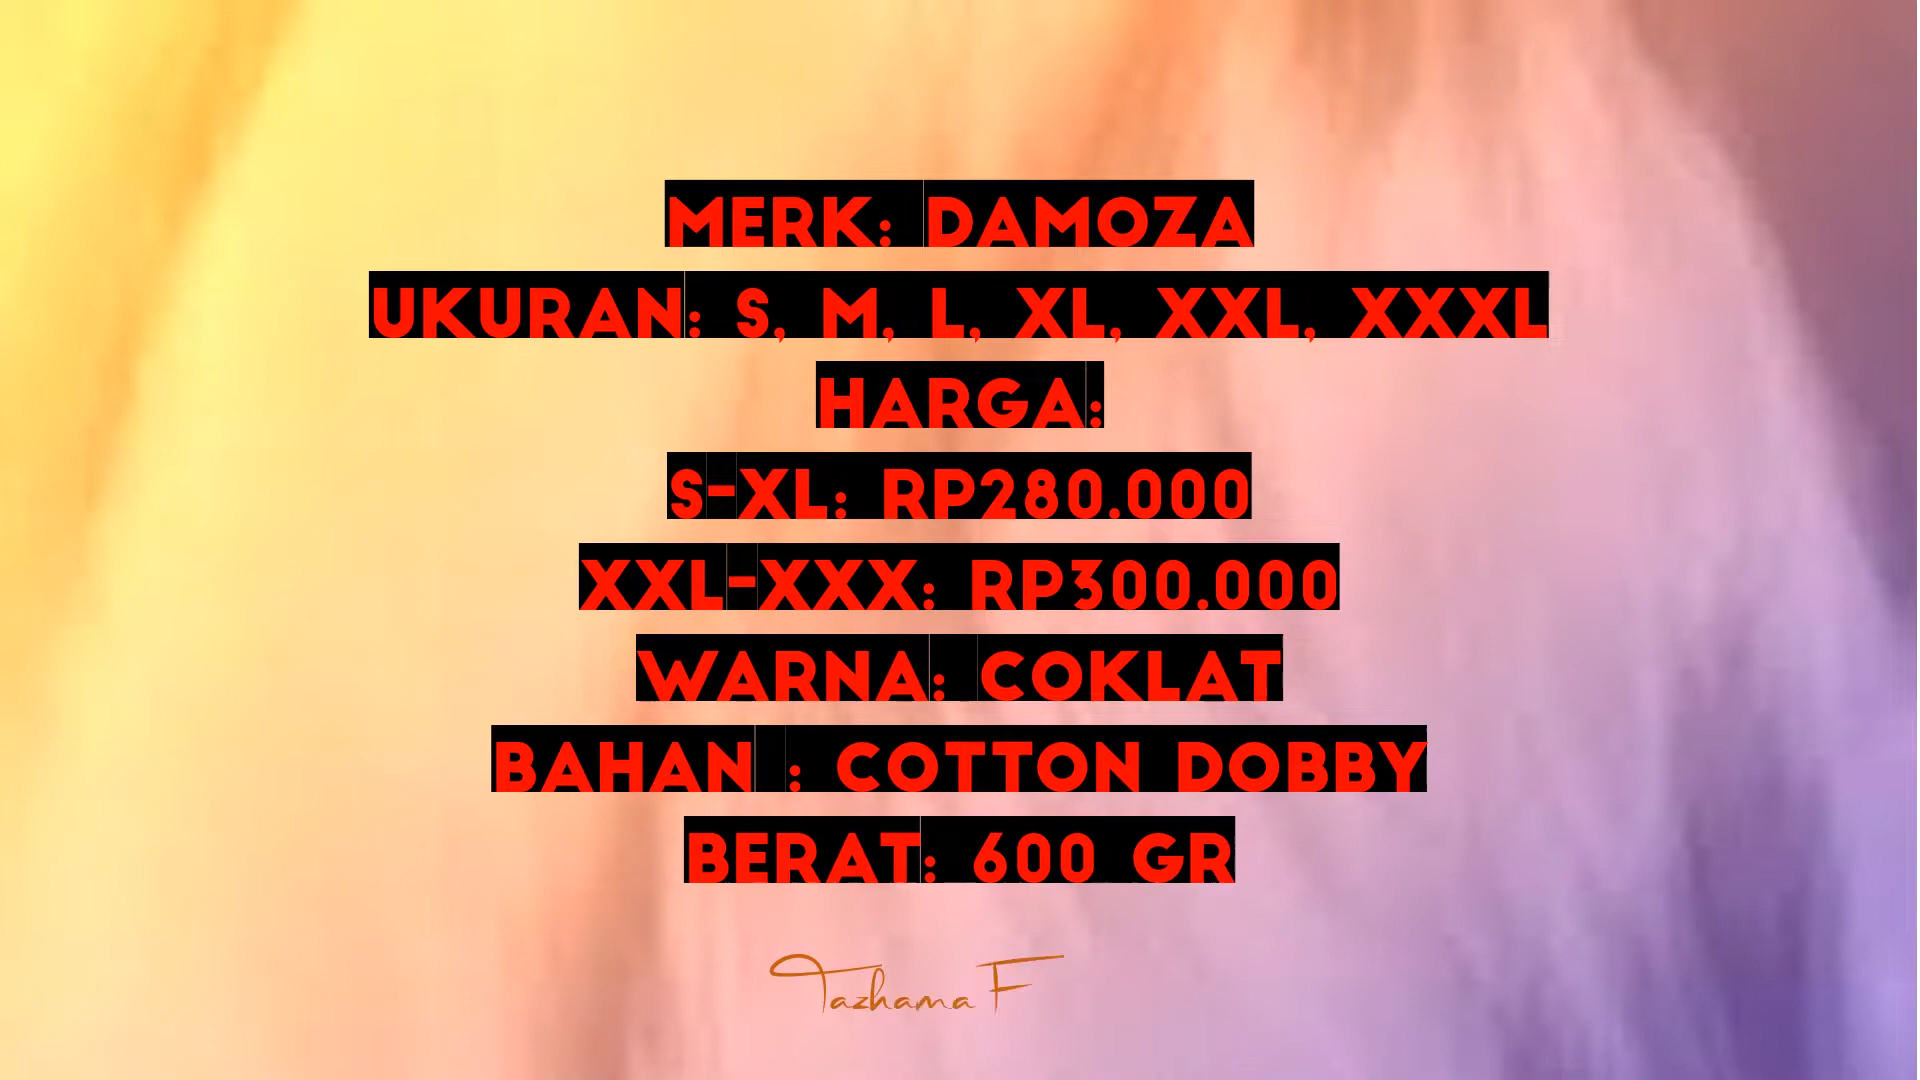 MERK: DAMOZA
UKURAN: S, M, L, XL, XXL, XXXL
HARGA:
S-XL: RP280.000
XXL-XXX: RP300.000
WARNA: COKLAT
BAHAN : COTTON DOBBY
BERAT: 600 GR
Tazhama F